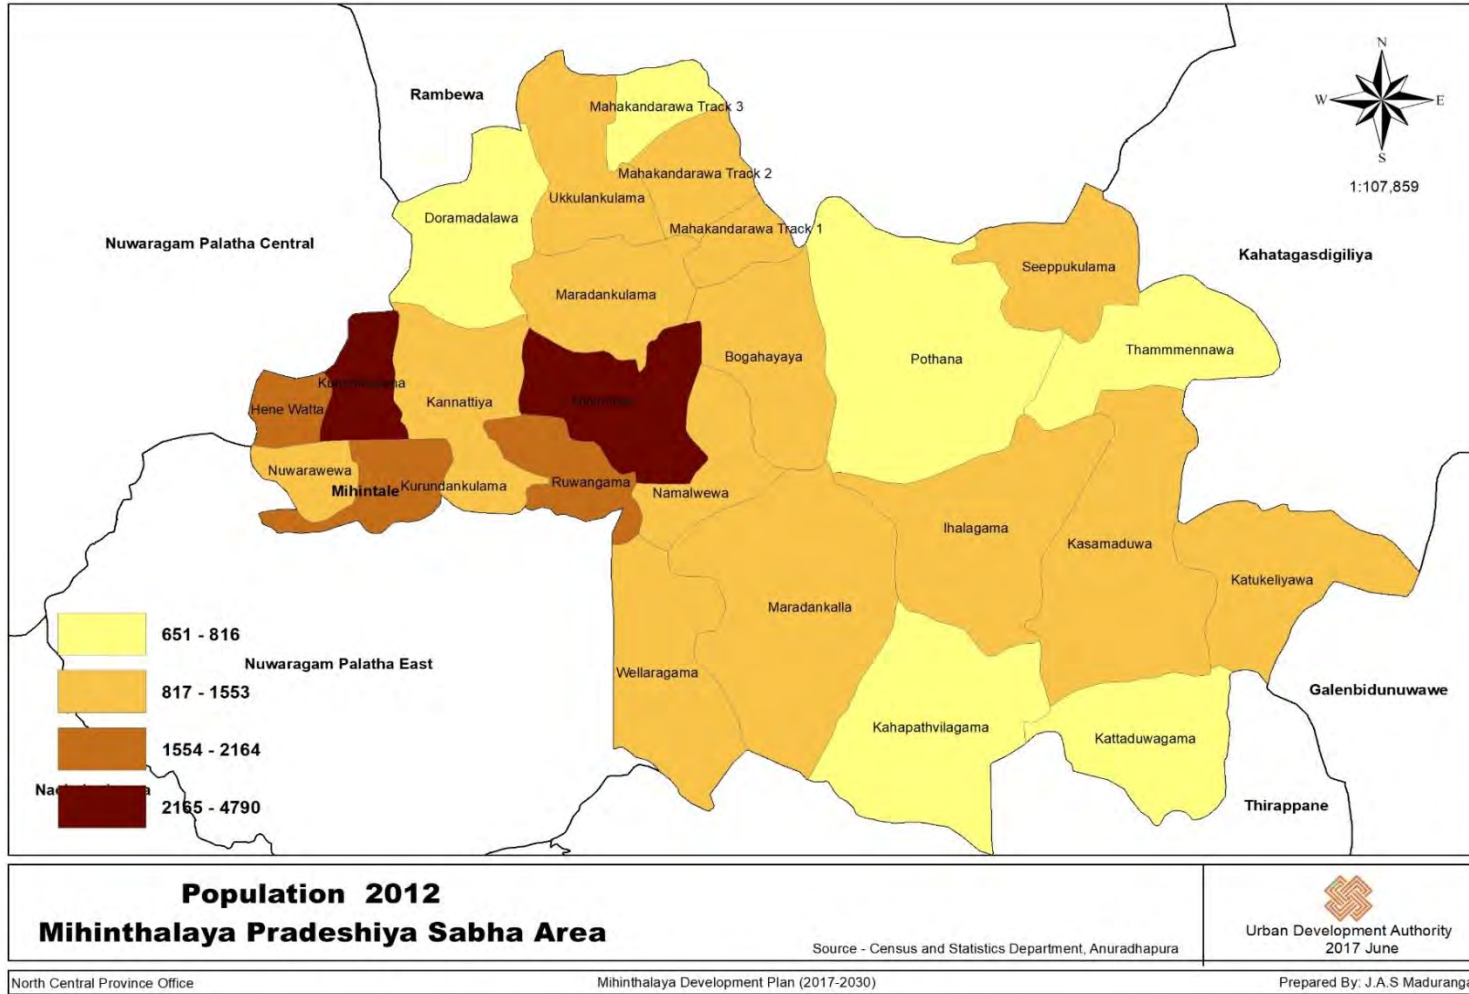 N
W E
S
1:107,859
Rambewa
Mahakandarawa Track 3
Mahakandarawa Track 2
Ukkulankulama
Doramadalawa
Mahakandarawa Track 1
Nuwaragam Palatha Central
Kahatagasdigiliya
Seeppukulama
Maradankulama
Thammmennawa
Bogahayaya
Pothana
Kannattiya
Hene Watta
Nuwarawewa
Mihintale
Kurundankulama
Ruwangama
Namalwewa
Ihalagama
Kasamaduwa
Katukeliyawa
Maradankalla
651 - 816
Nuwaragam Palatha East
Wellaragama
817 - 1553
Galenbidunuwawe
Kahapathvilagama
Kattaduwagama
1554 - 2164
2165 - 4790
Thirappane
Population 2012
Mihinthalaya Pradeshiya Sabha Area
Source - Census and Statistics Department, Anuradhapura
Urban Development Authority
2017 June
North Central Province Office
Mihinthalaya Development Plan (2017-2030)
Prepared By: J.A.S Maduranga